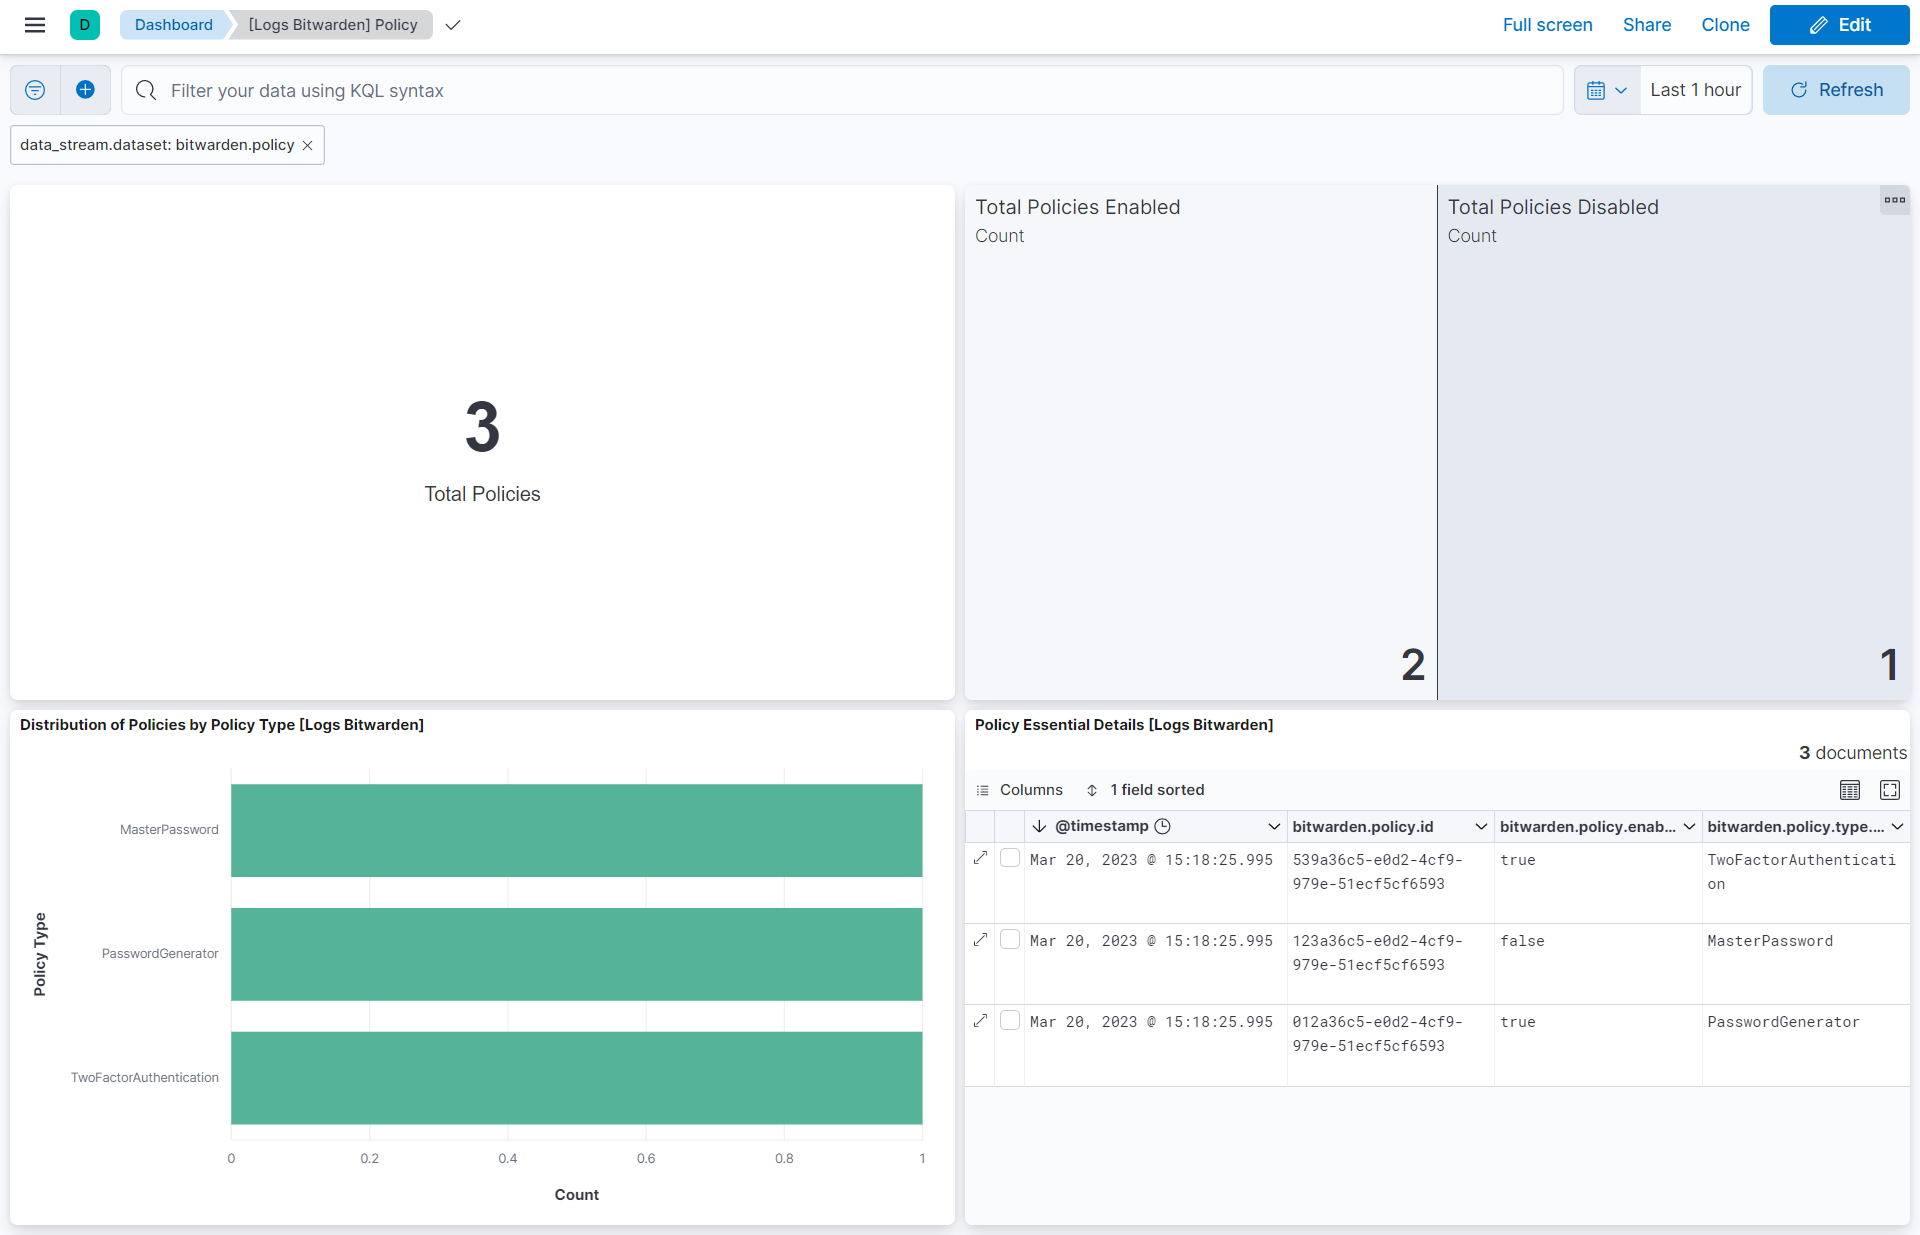 D
Dashboard
[Logs Bitwarden] Policy
Full screen
Share
Clone
Edit
Filter your data using KQL syntax
Last 1 hour
Refresh
data_stream.dataset: bitwarden.policy
3
Total Policies
Total Policies Enabled
Count
2
Total Policies Disabled
Count
1
Distribution of Policies by Policy Type [Logs Bitwarden]
Policy Type
MasterPassword
PasswordGenerator
TwoFactorAuthentication
0 0.2 0.4 0.6 0.8 1
Count
Policy Essential Details [Logs Bitwarden]
3 documents
Columns 1 field sorted
@timestamp bitwarden.policy.id bitwarden.policy.enab... bitwarden.policy.type....
Mar 20, 2023 @ 15:18:25.995 539a36c5-e0d2-4cf9- true TwoFactorAuthenticati
979e-51ecf5cf6593 on
Mar 20, 2023 @ 15:18:25.995 123a36c5-e0d2-4cf9- false MasterPassword
979e-51ecf5cf6593
Mar 20, 2023 @ 15:18:25.995 012a36c5-e0d2-4cf9- true PasswordGenerator
979e-51ecf5cf6593